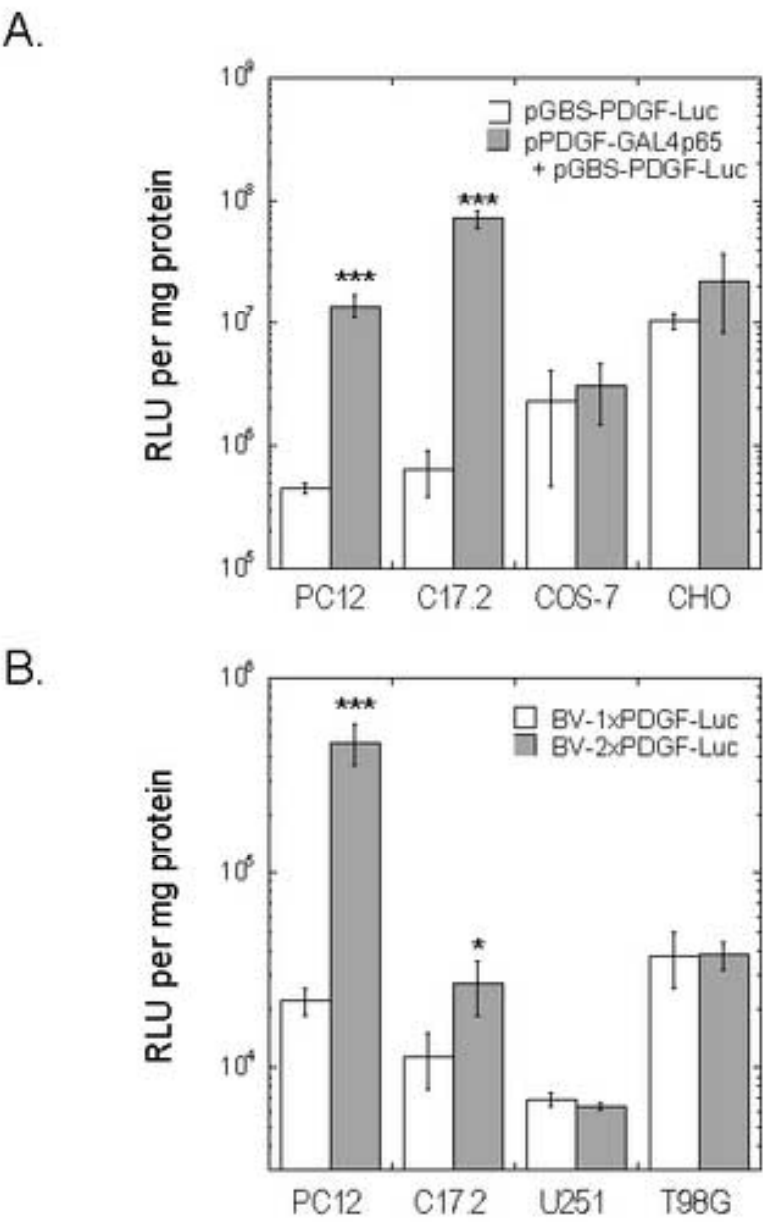 A.
10⁹
pGBS-PDGF-Luc
pPDGF-GAL4p65
+ pGBS-PDGF-Luc
10⁸
***
***
10⁷
10⁶
10⁵
RLU per mg protein
PC12 C17.2 COS-7 CHO
B.
10⁶
***
BV-1xPDGF-Luc
BV-2xPDGF-Luc
10⁵
*
10⁴
RLU per mg protein
PC12 C17.2 U251 T98G